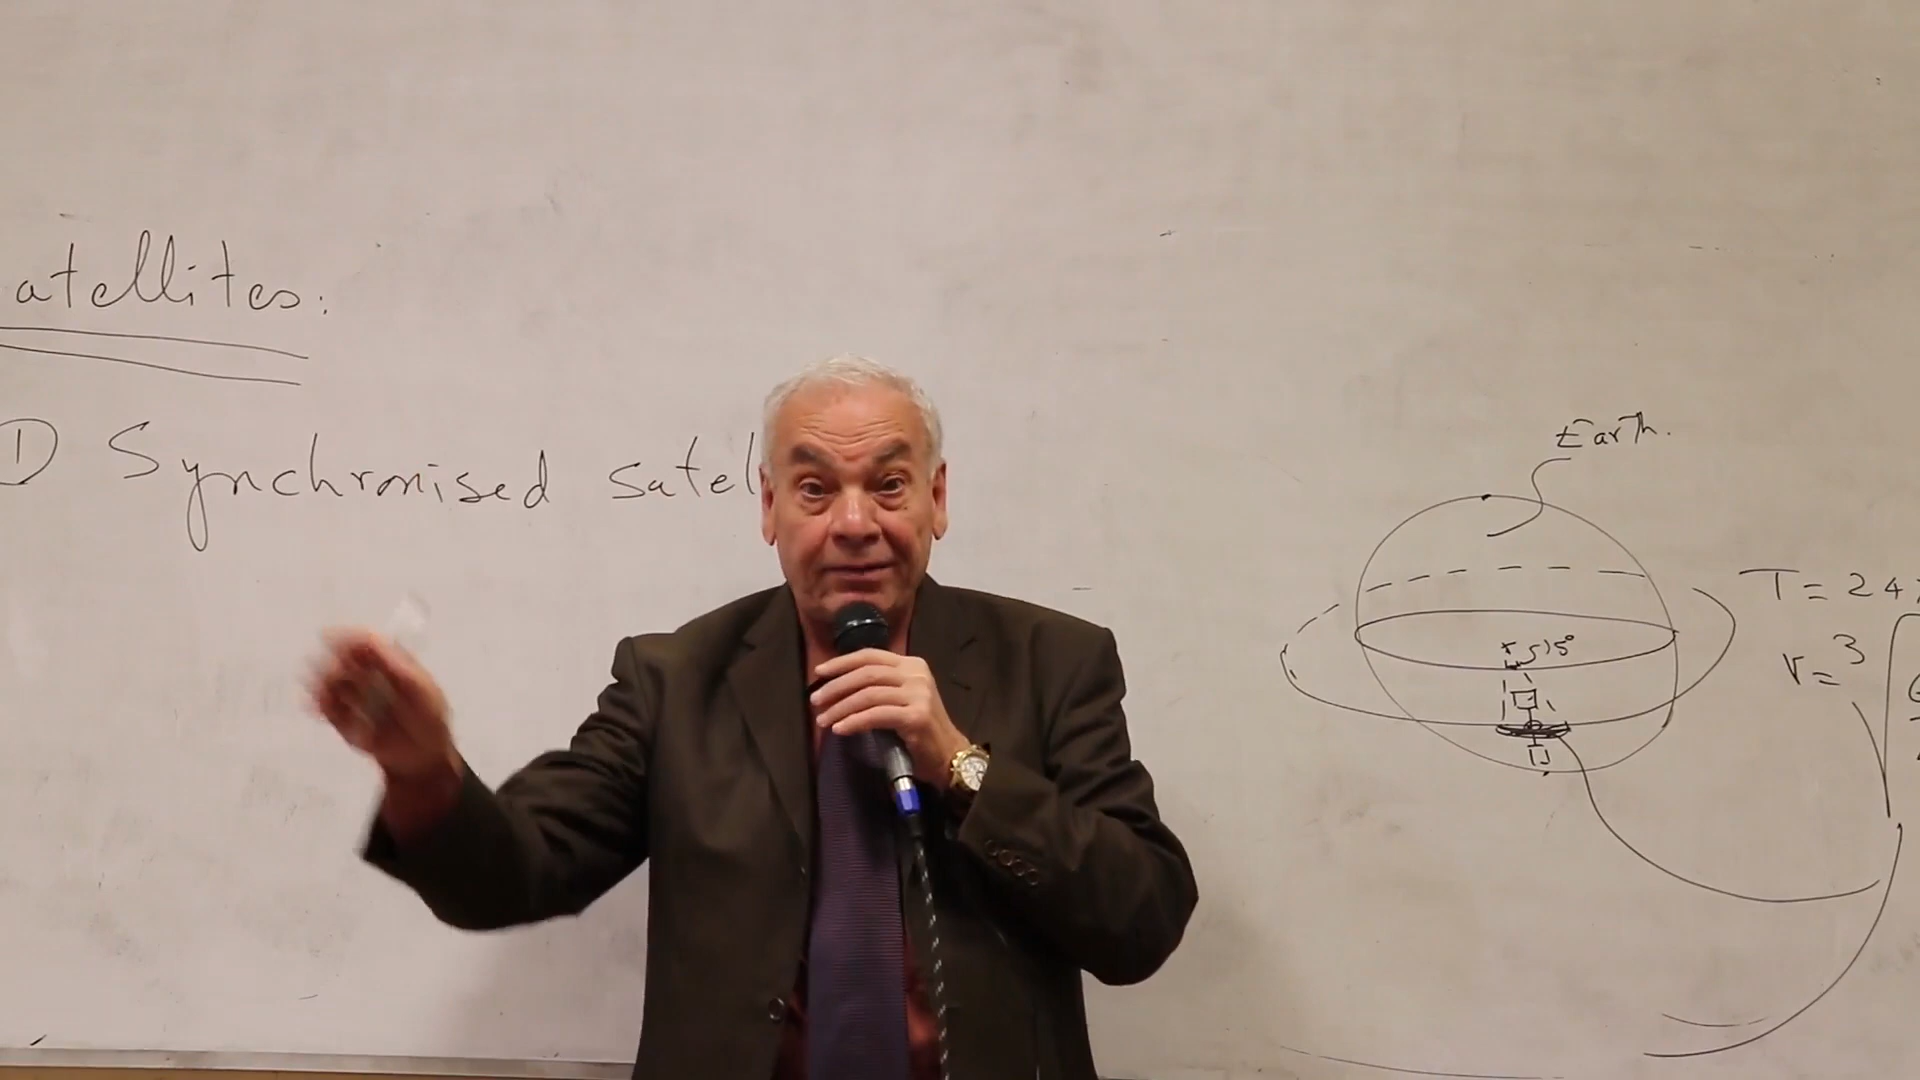 atellites:
① Synchronised satel
Earth.
T = 24
r = 3